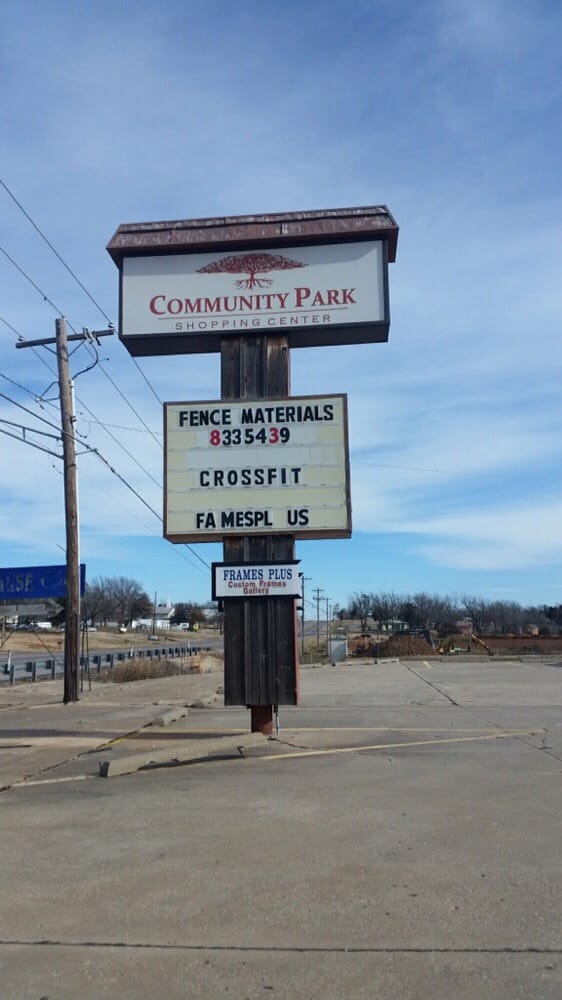 COMMUNITY PARK
SHOPPING CENTER
FENCE MATERIALS
8335439
CROSSFIT
FA MESPL US
FRAMES PLUS
Custom Frames
Gallery